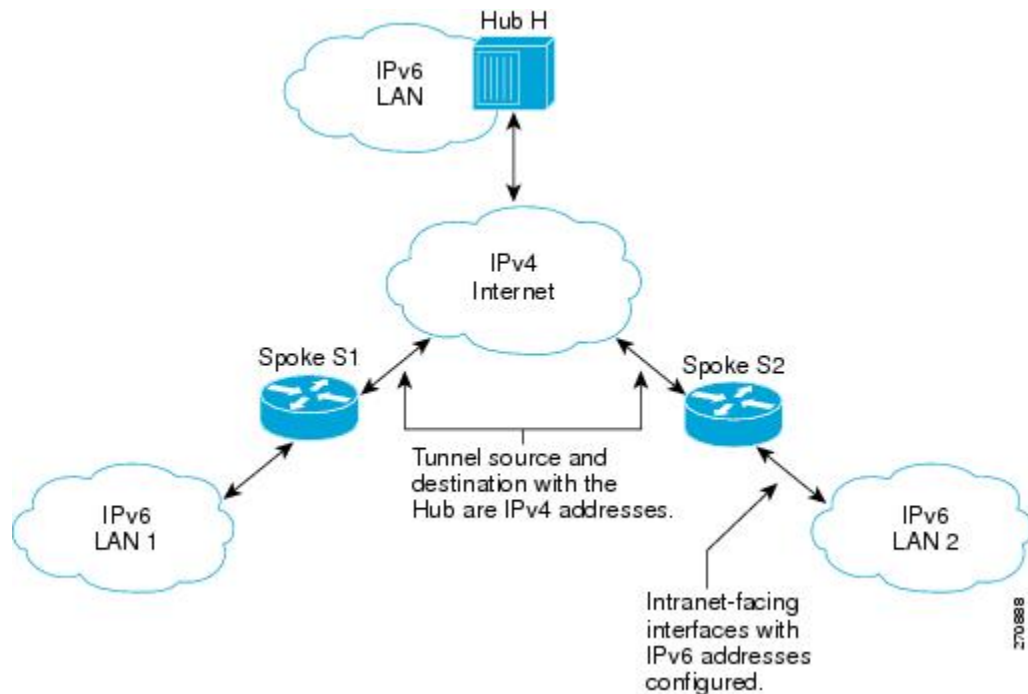 Hub H
IPv6
LAN
IPv4
Internet
Spoke S1
Spoke S2
Tunnel source and
destination with the
Hub are IPv4 addresses.
IPv6
LAN 1
IPv6
LAN 2
Intranet-facing
interfaces with
IPv6 addresses
configured.
270888